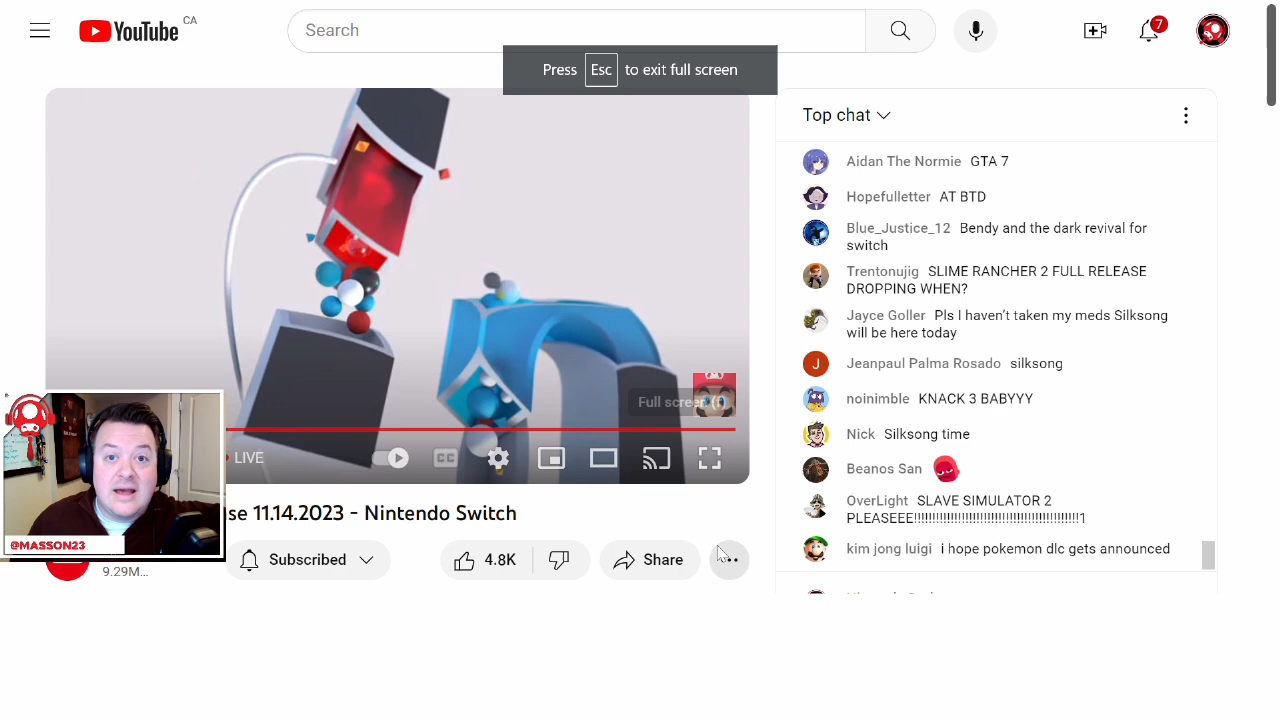 YouTube CA
Search
7
Press Esc to exit full screen
Top chat
Aidan The Normie GTA 7
Hopefulletter AT BTD
Blue_Justice_12 Bendy and the dark revival for
switch
Trentonujig SLIME RANCHER 2 FULL RELEASE
DROPPING WHEN?
Jayce Goller Pls I haven't taken my meds Silksong
will be here today
J
Jeanpaul Palma Rosado silksong
noinimble KNACK 3 BABYYY
Nick Silksong time
Beanos San
OverLight SLAVE SIMULATOR 2
PLEASEEE!!!!!!!!!!!!!!!!!!!!!!!!!!!!!!!!!!!!!!!!!!!!1
kim jong luigi i hope pokemon dlc gets announced
Full screen (f)
LIVE
CC
@MASSON23
se 11.14.2023 - Nintendo Switch
9.29M...
Subscribed
4.8K
Share